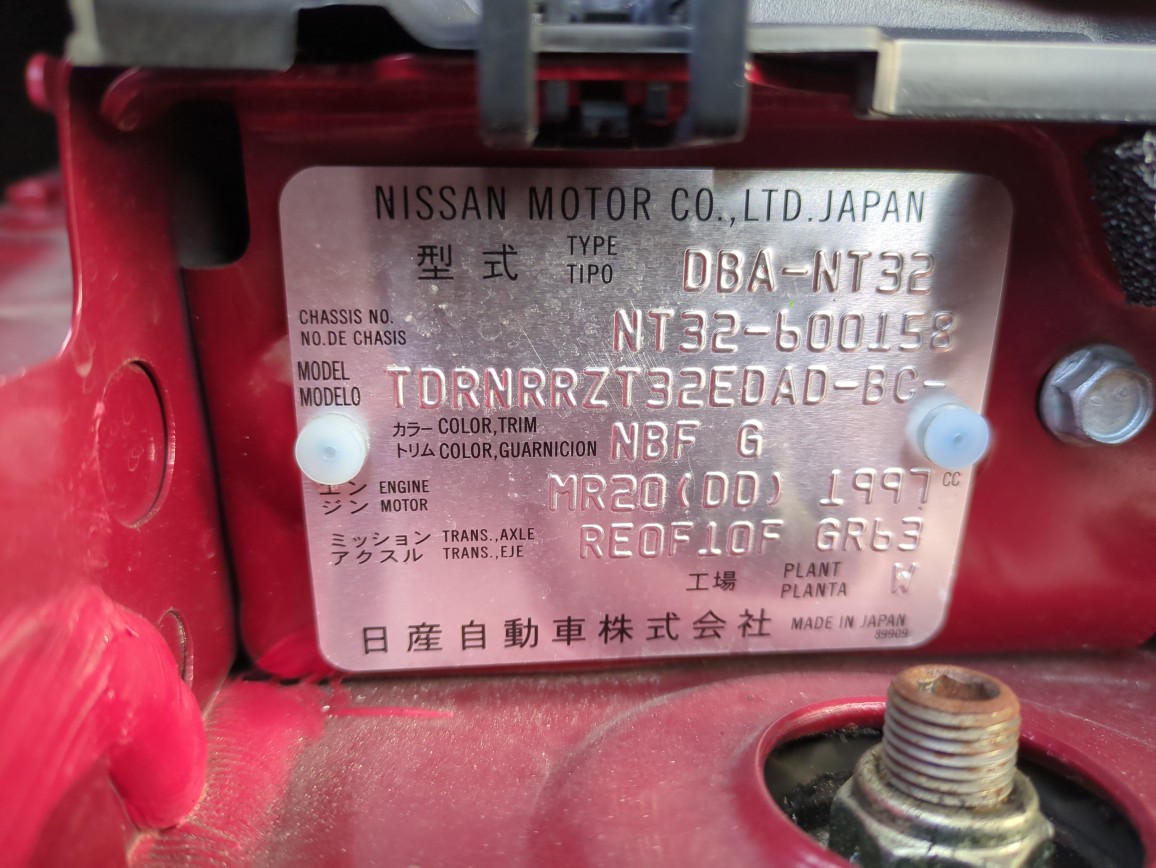 NISSAN MOTOR CO.,LTD.JAPAN
型式 TYPE TIPO DBA-NT32
CHASSIS NO. NO.DE CHASIS NT32-600158
MODEL MODELO TDRNRRZT32EDAD-BC-
カラー COLOR,TRIM
トリム COLOR,GUARNICION NBF G
エンジン ENGINE MOTOR MR20(DD) 1997 CC
ミッション TRANS.,AXLE
アクスル TRANS.,EJE RE0F10F GR63
工場 PLANT PLANTA W
日産自動車株式会社 MADE IN JAPAN
89909